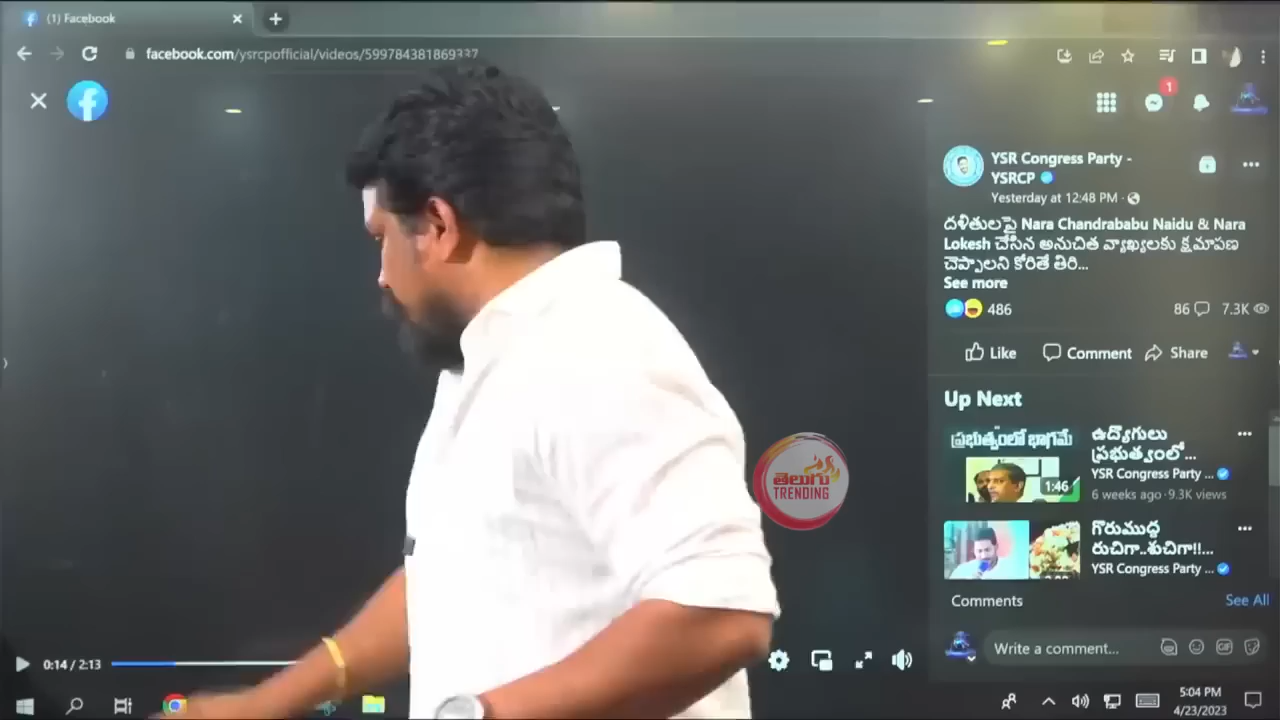 (1) Facebook
facebook.com/ysrcpofficial/videos/599784381869337
1
YSR Congress Party -
YSRCP
Yesterday at 12:48 PM
దళితులపై Nara Chandrababu Naidu & Nara
Lokesh చేసిన అనుచిత వ్యాఖ్యలకు క్షమాపణ
చెప్పాలని కోరితే తిరి...
See more
486
86
7.3K
Like
Comment
Share
Up Next
ప్రభుత్వంలో భాగమే
1:46
ఉద్యోగులు
ప్రభుత్వంలో...
YSR Congress Party ...
6 weeks ago · 9.3K views
గొరుముద్ద
రుచిగా..శుచిగా!!...
YSR Congress Party ...
Comments
See All
Write a comment...
GIF
తెలుగు
TRENDING
0:14 / 2:13
5:04 PM
4/23/2023